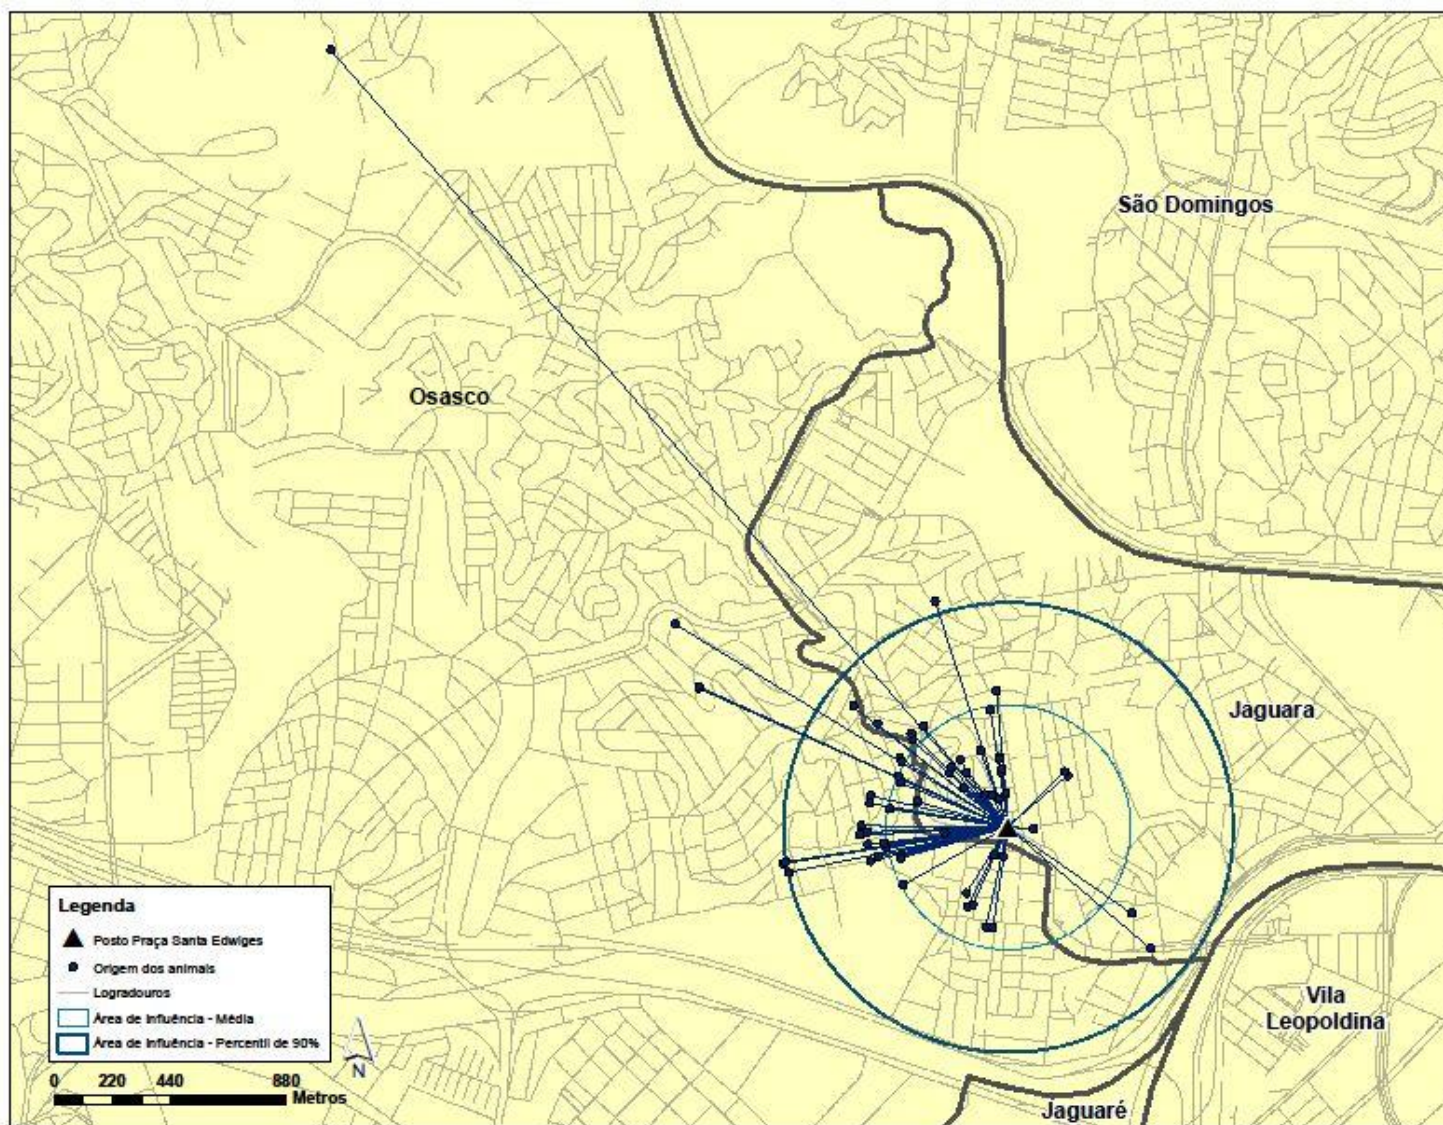 São Domingos
Osasco
Jaguara
Legenda
Posto Praça Santa Edwiges
Origem dos animais
Logradouros
Área de Influência - Média
Área de Influência - Percentil de 90%
Vila
Leopoldina
N
0 220 440 880
Metros
Jaguaré